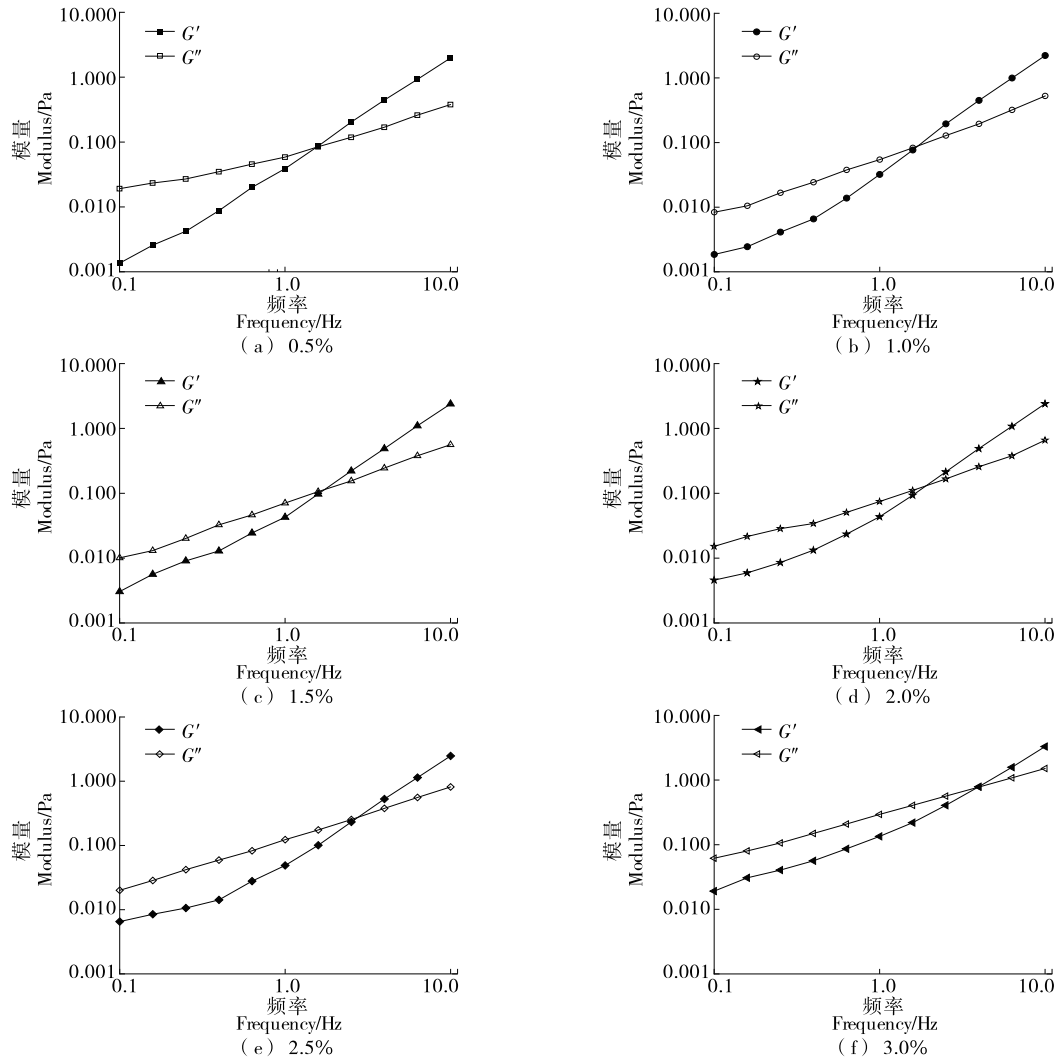 10.000
1.000
0.100
0.010
0.001
模量
Modulus/Pa
G′
G″
0.1 1.0 10.0
频率
Frequency/Hz
（a） 0.5%
10.000
1.000
0.100
0.010
0.001
模量
Modulus/Pa
G′
G″
0.1 1.0 10.0
频率
Frequency/Hz
（b） 1.0%
10.000
1.000
0.100
0.010
0.001
模量
Modulus/Pa
G′
G″
0.1 1.0 10.0
频率
Frequency/Hz
（c） 1.5%
10.000
1.000
0.100
0.010
0.001
模量
Modulus/Pa
G′
G″
0.1 1.0 10.0
频率
Frequency/Hz
（d） 2.0%
10.000
1.000
0.100
0.010
0.001
模量
Modulus/Pa
G′
G″
0.1 1.0 10.0
频率
Frequency/Hz
（e） 2.5%
10.000
1.000
0.100
0.010
0.001
模量
Modulus/Pa
G′
G″
0.1 1.0 10.0
频率
Frequency/Hz
（f） 3.0%